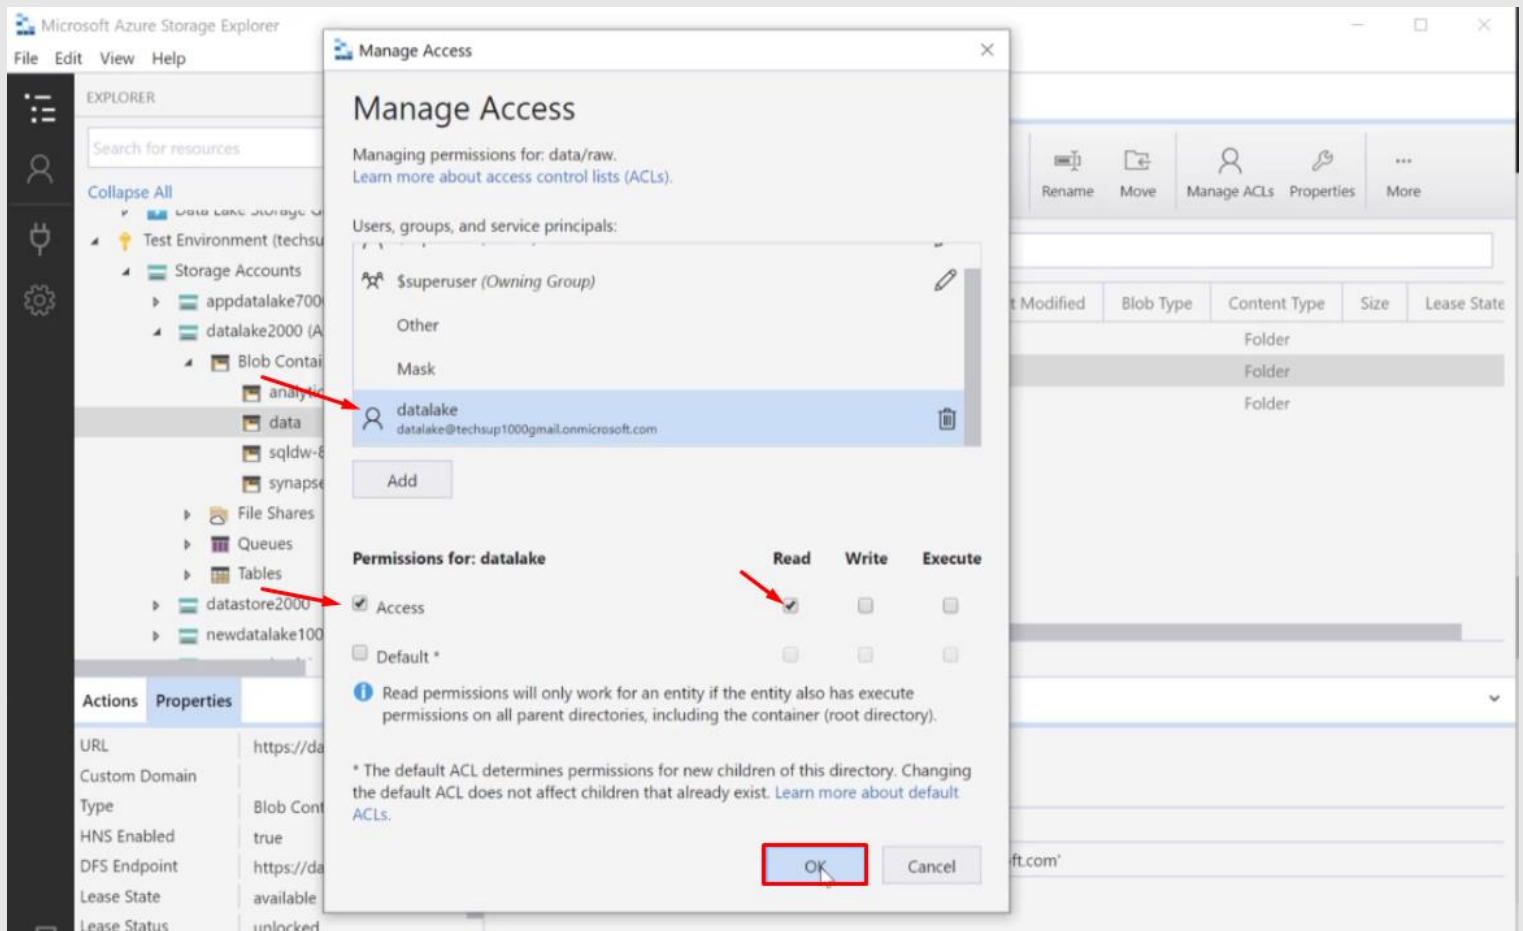 Microsoft Azure Storage Explorer
File Edit View Help
EXPLORER
Search for resources
Collapse All
Data Lake Storage G
Test Environment (techsu
Storage Accounts
appdatalake700
datalake2000 (A
Blob Contai
analytic
data
sqldw-8
synapse
File Shares
Queues
Tables
datastore2000
newdatalake100
Actions Properties
URL https://da
Custom Domain
Type Blob Cont
HNS Enabled true
DFS Endpoint https://da
Lease State available
Lease Status unlocked
Manage Access
Manage Access
Managing permissions for: data/raw.
Learn more about access control lists (ACLs).
Users, groups, and service principals:
$superuser (Owning Group)
Other
Mask
datalake
datalake@techsup1000gmail.onmicrosoft.com
Add
Permissions for: datalake Read Write Execute
Access
Default *
Read permissions will only work for an entity if the entity also has execute
permissions on all parent directories, including the container (root directory).
* The default ACL determines permissions for new children of this directory. Changing
the default ACL does not affect children that already exist. Learn more about default
ACLs.
OK Cancel
Rename Move Manage ACLs Properties More
t Modified Blob Type Content Type Size Lease State
Folder
Folder
Folder
ft.com'